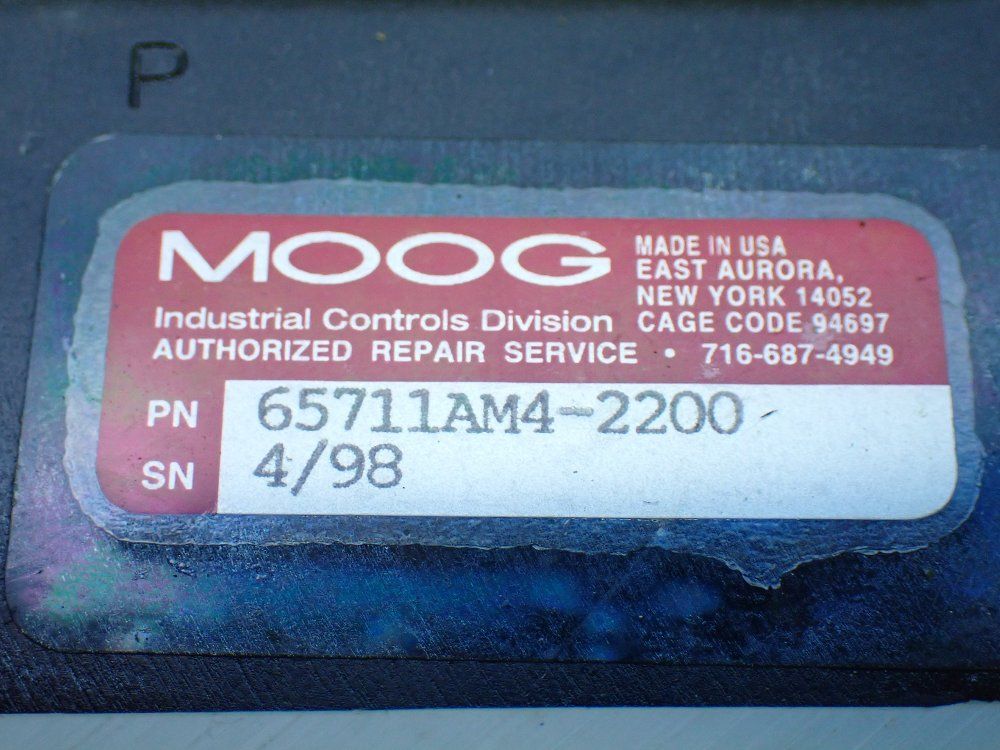 P
MOOG
MADE IN USA
EAST AURORA,
NEW YORK 14052
CAGE CODE 94697
Industrial Controls Division
AUTHORIZED REPAIR SERVICE • 716-687-4949
PN 65711AM4-2200
SN 4/98